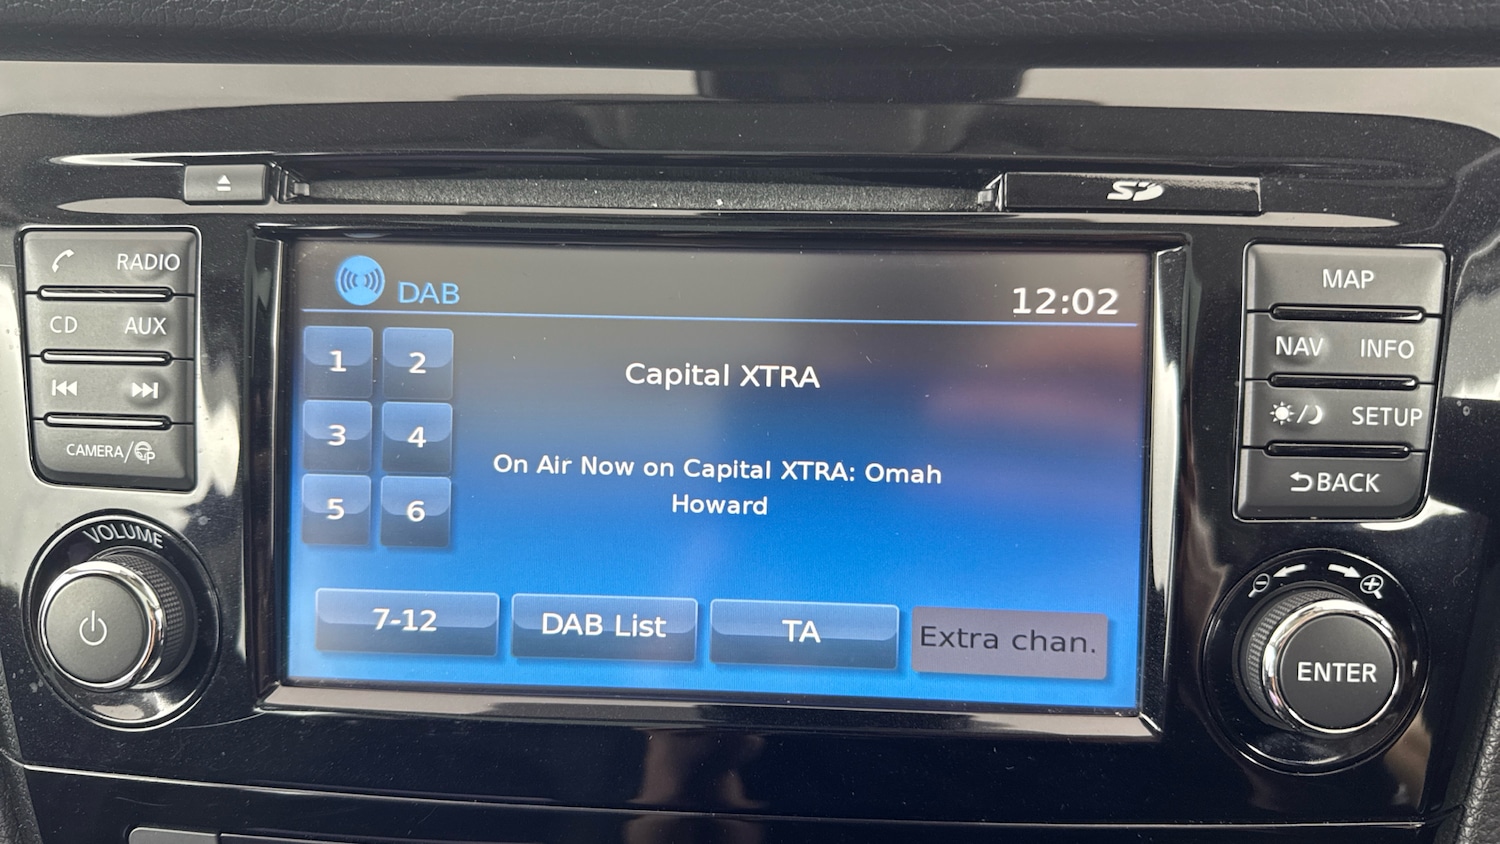 SD
RADIO
CD AUX
CAMERA/
VOLUME
DAB
12:02
1 2
3 4
5 6
Capital XTRA
On Air Now on Capital XTRA: Omah
Howard
7-12
DAB List
TA
Extra chan.
MAP
NAV INFO
/ SETUP
BACK
ENTER